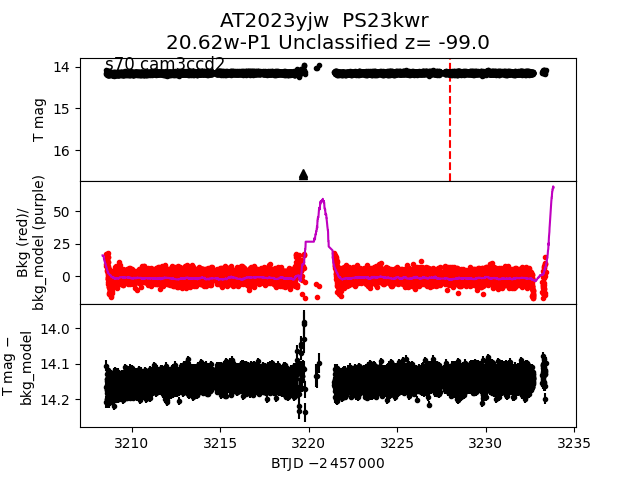 AT2023yjw  PS23kwr
20.62w-P1 Unclassified z= -99.0
s70 cam3ccd2
T mag
14
15
16
Bkg (red)/
bkg_model (purple)
50
25
0
T mag −
bkg_model
14.0
14.1
14.2
3210 3215 3220 3225 3230 3235
BTJD −2 457 000